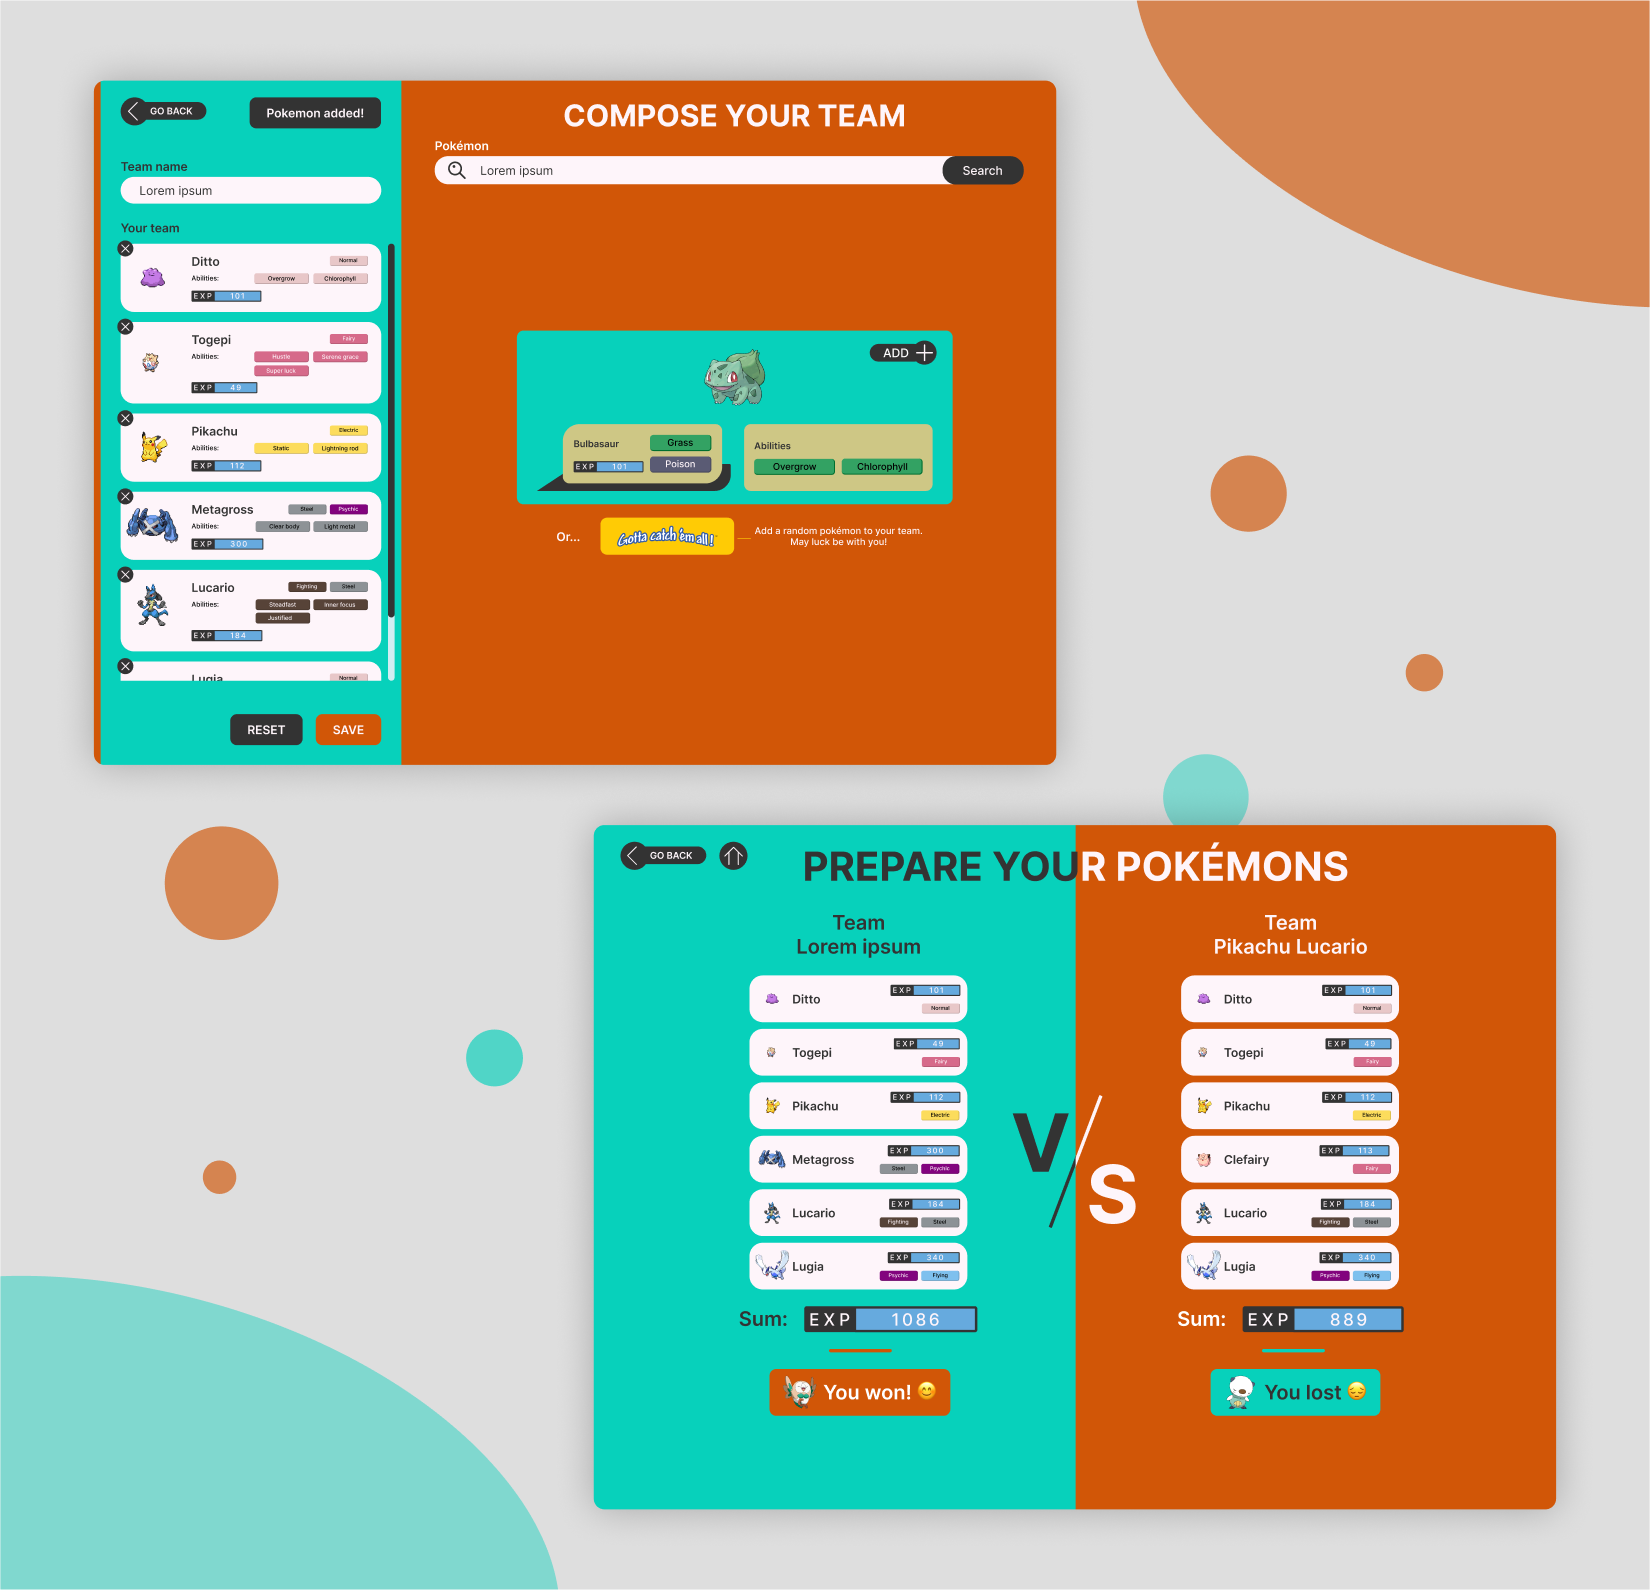 GO BACK
Pokemon added!
Team name
Lorem ipsum
Your team
Ditto
Normal
Abilities:
Overgrow
Chlorophyll
EXP 101
Togepi
Fairy
Abilities:
Hustle
Serene grace
Super luck
EXP 49
Pikachu
Electric
Abilities:
Static
Lightning rod
EXP 112
Metagross
Steel
Psychic
Abilities:
Clear body
Light metal
EXP 300
Lucario
Fighting
Steel
Abilities:
Steadfast
Inner focus
Justified
EXP 184
Lugia
Normal
RESET
SAVE
COMPOSE YOUR TEAM
Pokémon
Lorem ipsum
Search
ADD
Bulbasaur
Grass
EXP 101
Poison
Abilities
Overgrow
Chlorophyll
Or...
Gotta catch 'em all!
Add a random pokémon to your team.
May luck be with you!
GO BACK
PREPARE YOUR POKÉMONS
Team
Lorem ipsum
Ditto
EXP 101
Normal
Togepi
EXP 49
Fairy
Pikachu
EXP 112
Electric
Metagross
EXP 300
Steel
Psychic
Lucario
EXP 184
Fighting
Steel
Lugia
EXP 340
Psychic
Flying
Sum:
EXP 1086
You won! 😊
V/S
Team
Pikachu Lucario
Ditto
EXP 101
Normal
Togepi
EXP 49
Fairy
Pikachu
EXP 112
Electric
Clefairy
EXP 113
Fairy
Lucario
EXP 184
Fighting
Steel
Lugia
EXP 340
Psychic
Flying
Sum:
EXP 889
You lost 😔